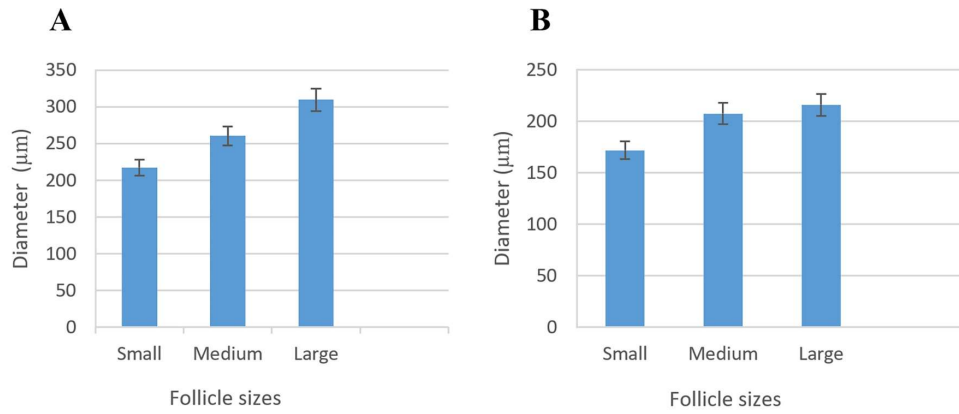 A
350
300
250
200
150
100
50
0
Diameter (μm)
Small Medium Large
Follicle sizes
B
250
200
150
100
50
0
Diameter (μm)
Small Medium Large
Follicle sizes